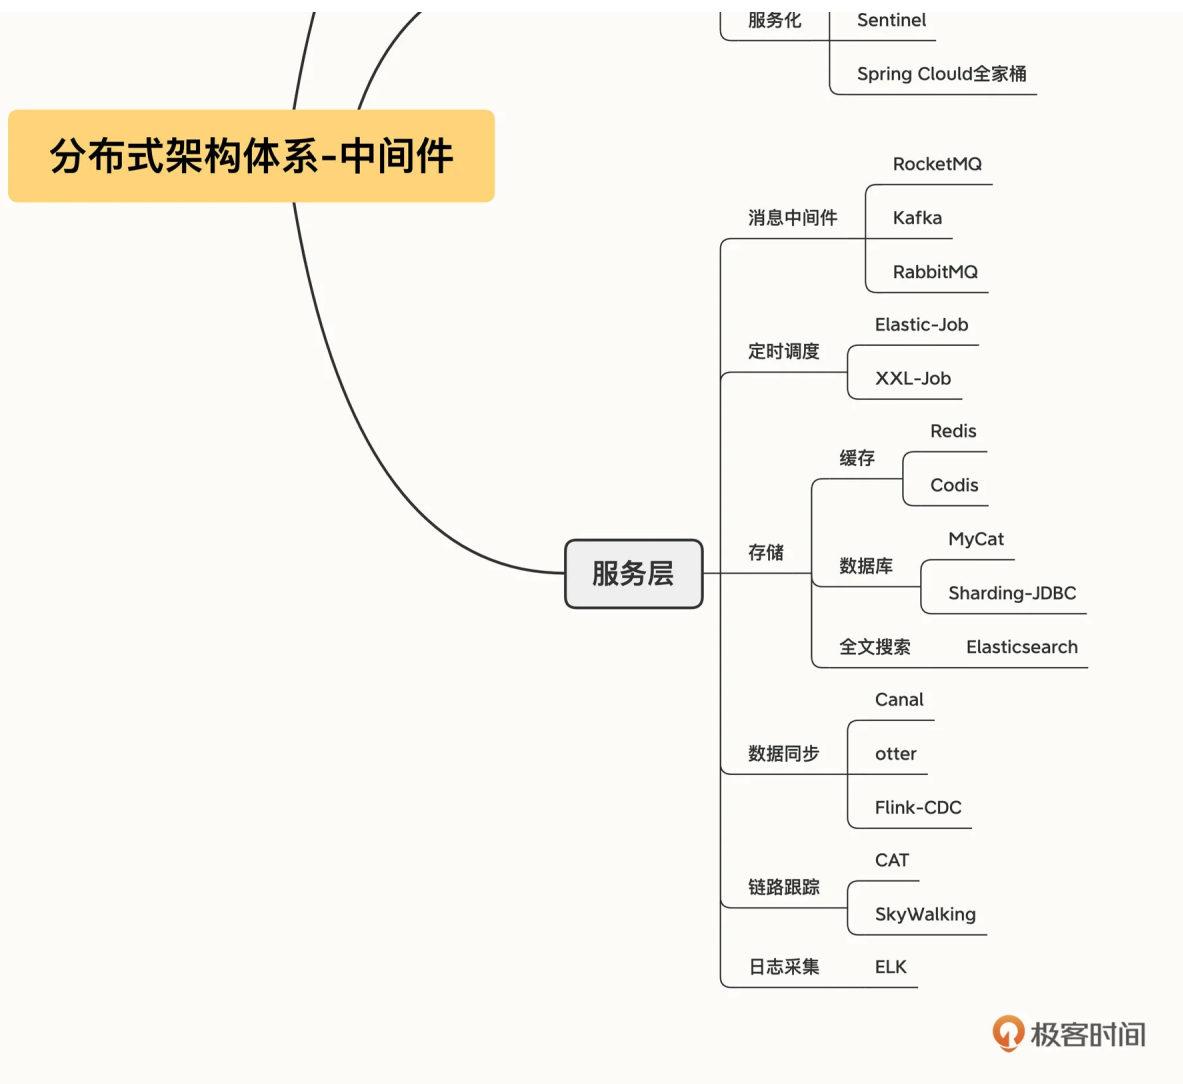 服务化
Sentinel
Spring Clould全家桶
分布式架构体系-中间件
服务层
消息中间件
RocketMQ
Kafka
RabbitMQ
定时调度
Elastic-Job
XXL-Job
存储
缓存
Redis
Codis
数据库
MyCat
Sharding-JDBC
全文搜索
Elasticsearch
数据同步
Canal
otter
Flink-CDC
链路跟踪
CAT
SkyWalking
日志采集
ELK
极客时间